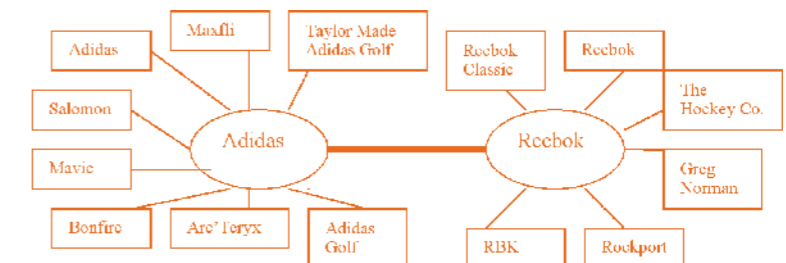 Maxfli
Taylor Made
Adidas Golf
Adidas
Reebok
Classic
Reebok
The
Hockey Co.
Salomon
Adidas
Reebok
Mavic
Greg
Norman
Bonfire
Arc'Teryx
Adidas
Golf
RBK
Rockport